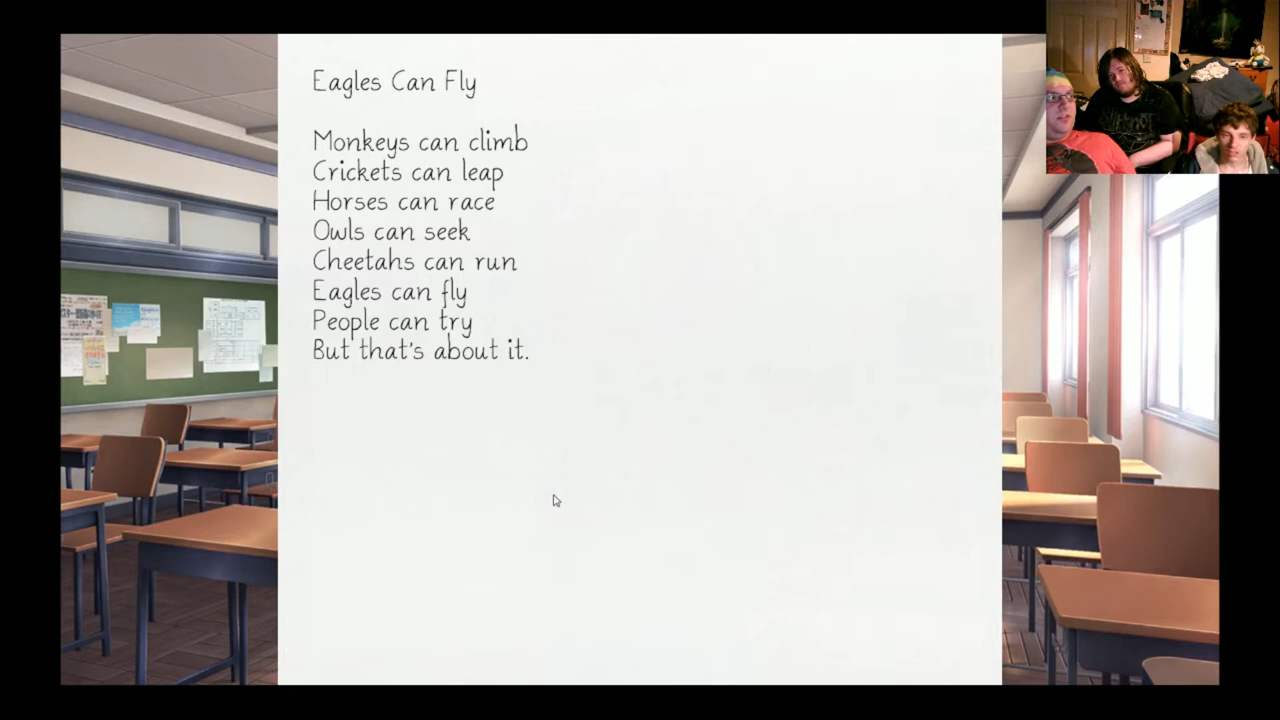 Eagles Can Fly
Monkeys can climb
Crickets can leap
Horses can race
Owls can seek
Cheetahs can run
Eagles can fly
People can try
But that's about it.